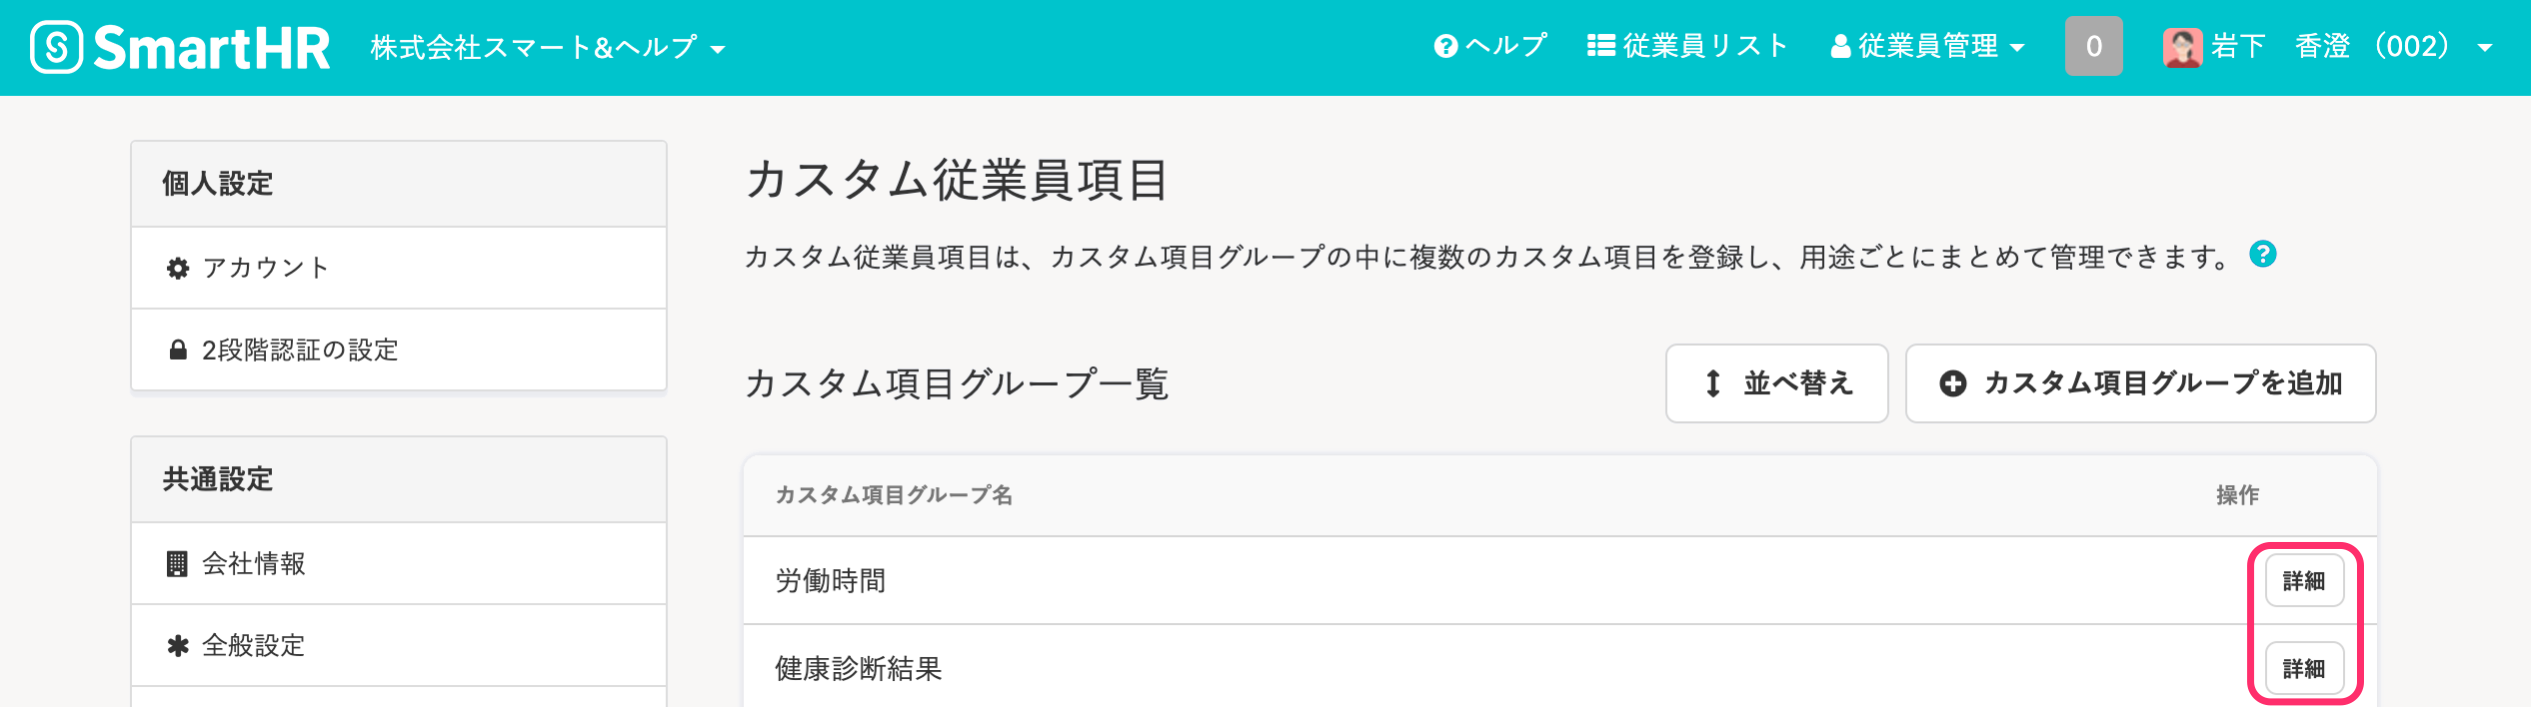 SmartHR 株式会社スマート&ヘルプ ヘルプ 従業員リスト 従業員管理 0 岩下 香澄 （002）
個人設定
アカウント
2段階認証の設定
共通設定
会社情報
全般設定
カスタム従業員項目
カスタム従業員項目は、カスタム項目グループの中に複数のカスタム項目を登録し、用途ごとにまとめて管理できます。 ?
カスタム項目グループ一覧 並べ替え カスタム項目グループを追加
カスタム項目グループ名 操作
労働時間 詳細
健康診断結果 詳細